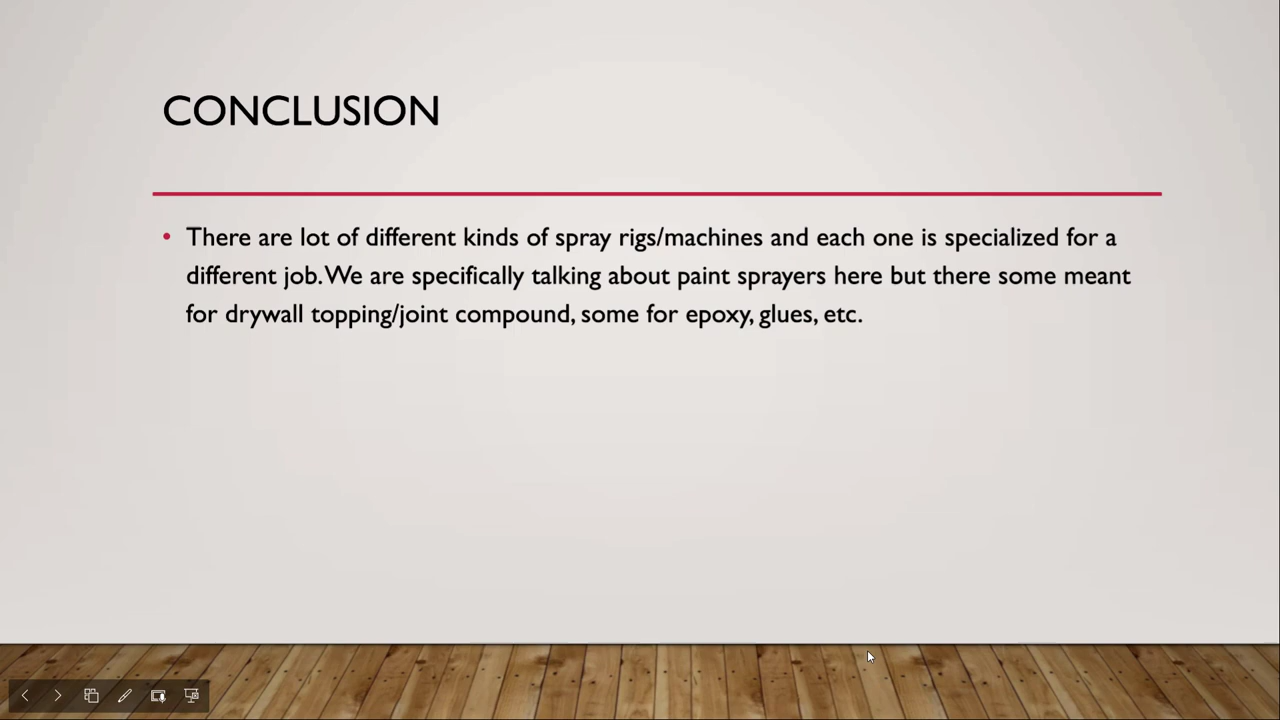 CONCLUSION
• There are lot of different kinds of spray rigs/machines and each one is specialized for a
different job. We are specifically talking about paint sprayers here but there some meant
for drywall topping/joint compound, some for epoxy, glues, etc.